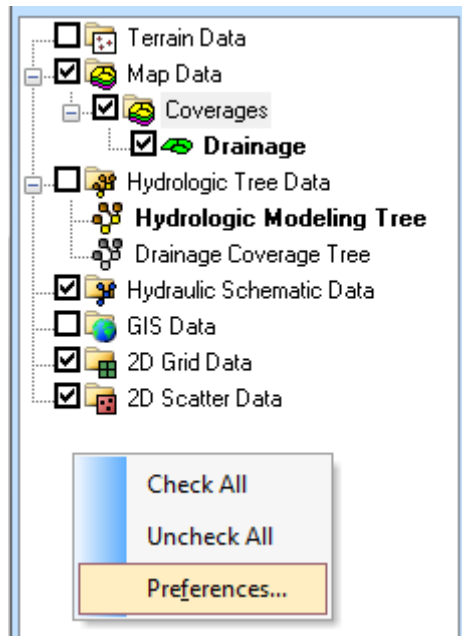 Terrain Data
Map Data
Coverages
Drainage
Hydrologic Tree Data
Hydrologic Modeling Tree
Drainage Coverage Tree
Hydraulic Schematic Data
GIS Data
2D Grid Data
2D Scatter Data
Check All
Uncheck All
Preferences...